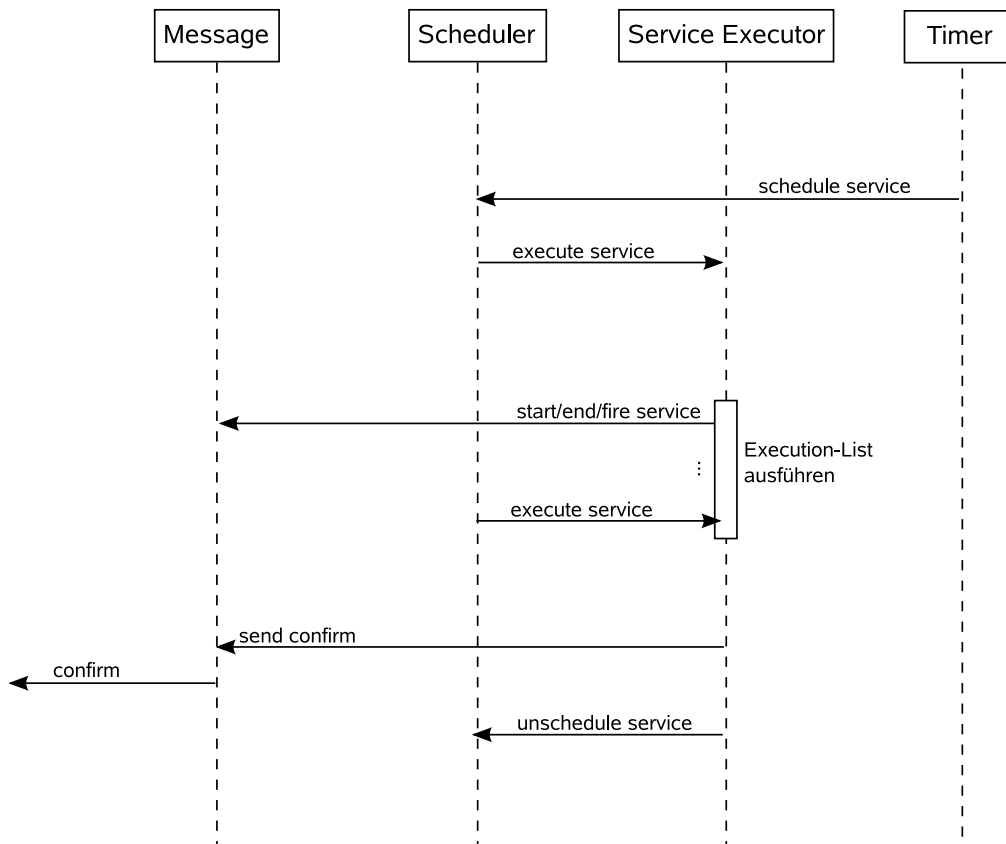 Message
Scheduler
Service Executor
Timer
schedule service
execute service
start/end/fire service
...
Execution-List
ausführen
execute service
send confirm
confirm
unschedule service